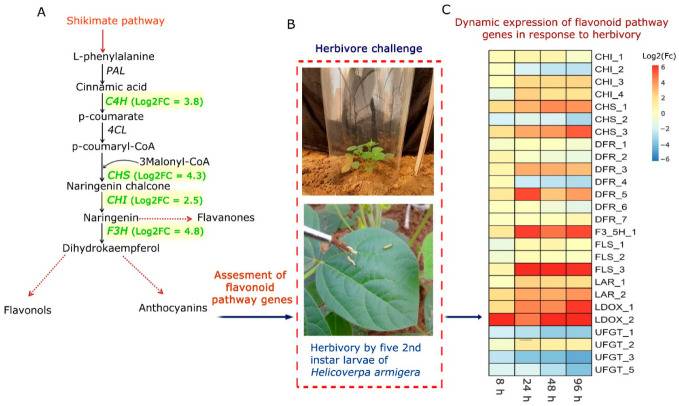 A
Shikimate pathway
L-phenylalanine
PAL
Cinnamic acid
C4H (Log2FC = 3.8)
p-coumarate
4CL
p-coumaryl-CoA
3Malonyl-CoA
CHS (Log2FC = 4.3)
Naringenin chalcone
CHI (Log2FC = 2.5)
Naringenin
Flavanones
F3H (Log2FC = 4.8)
Dihydrokaempferol
Flavonols
Anthocyanins
Assesment of
flavonoid
pathway genes
B
Herbivore challenge
Herbivory by five 2nd
instar larvae of
Helicoverpa armigera
C
Dynamic expression of flavonoid pathway
genes in response to herbivory
Log2(Fc)
6
4
2
0
−2
−4
−6
CHI_1
CHI_2
CHI_3
CHI_4
CHS_1
CHS_2
CHS_3
DFR_1
DFR_2
DFR_3
DFR_4
DFR_5
DFR_6
DFR_7
F3_5H_1
FLS_1
FLS_2
FLS_3
LAR_1
LAR_2
LDOX_1
LDOX_2
UFGT_1
UFGT_2
UFGT_3
UFGT_5
8 h
24 h
48 h
96 h